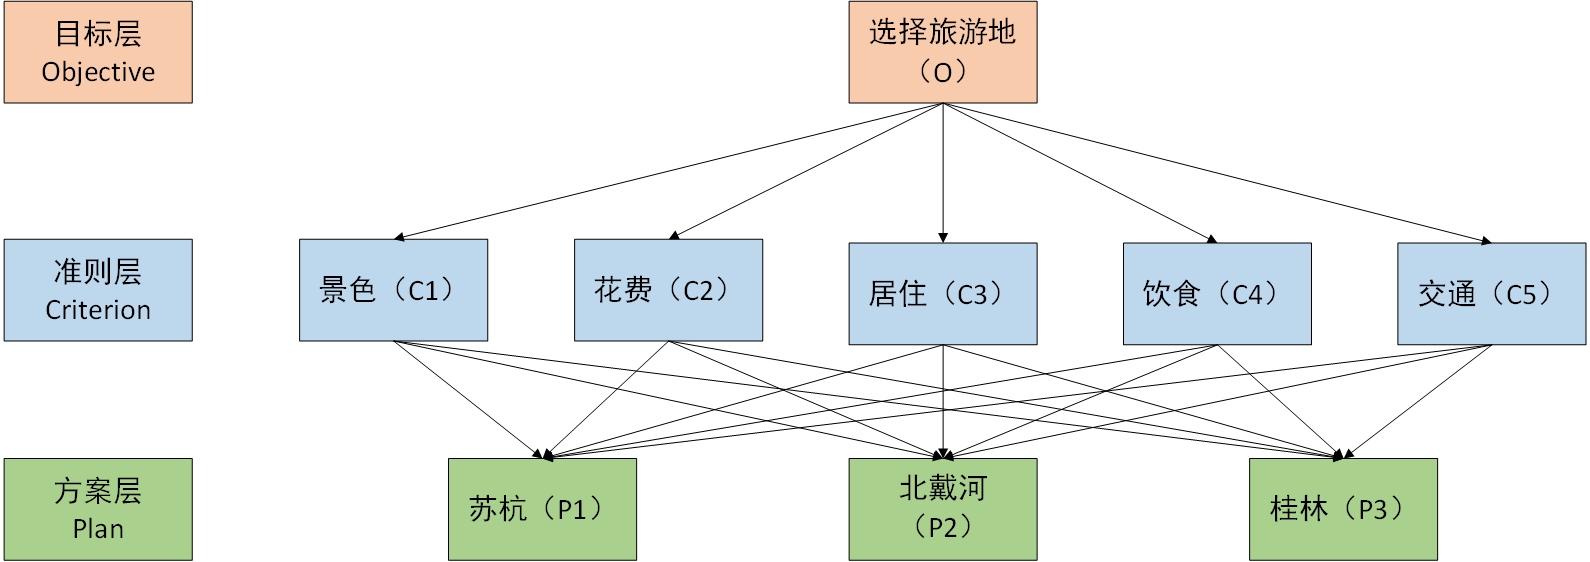 目标层
Objective
选择旅游地
（O）
准则层
Criterion
景色（C1）
花费（C2）
居住（C3）
饮食（C4）
交通（C5）
方案层
Plan
苏杭（P1）
北戴河
（P2）
桂林（P3）